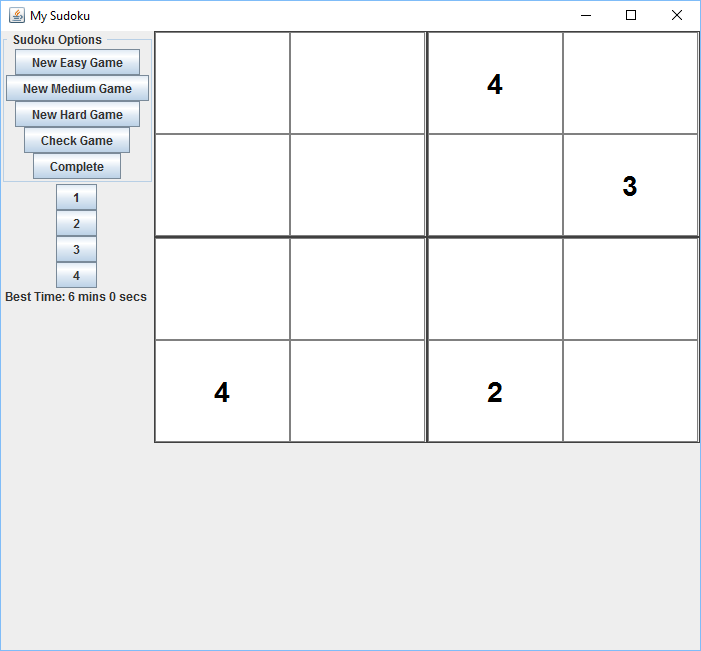 My Sudoku
Sudoku Options
New Easy Game
New Medium Game
New Hard Game
Check Game
Complete
1
2
3
4
Best Time: 6 mins 0 secs
4
3
4 2